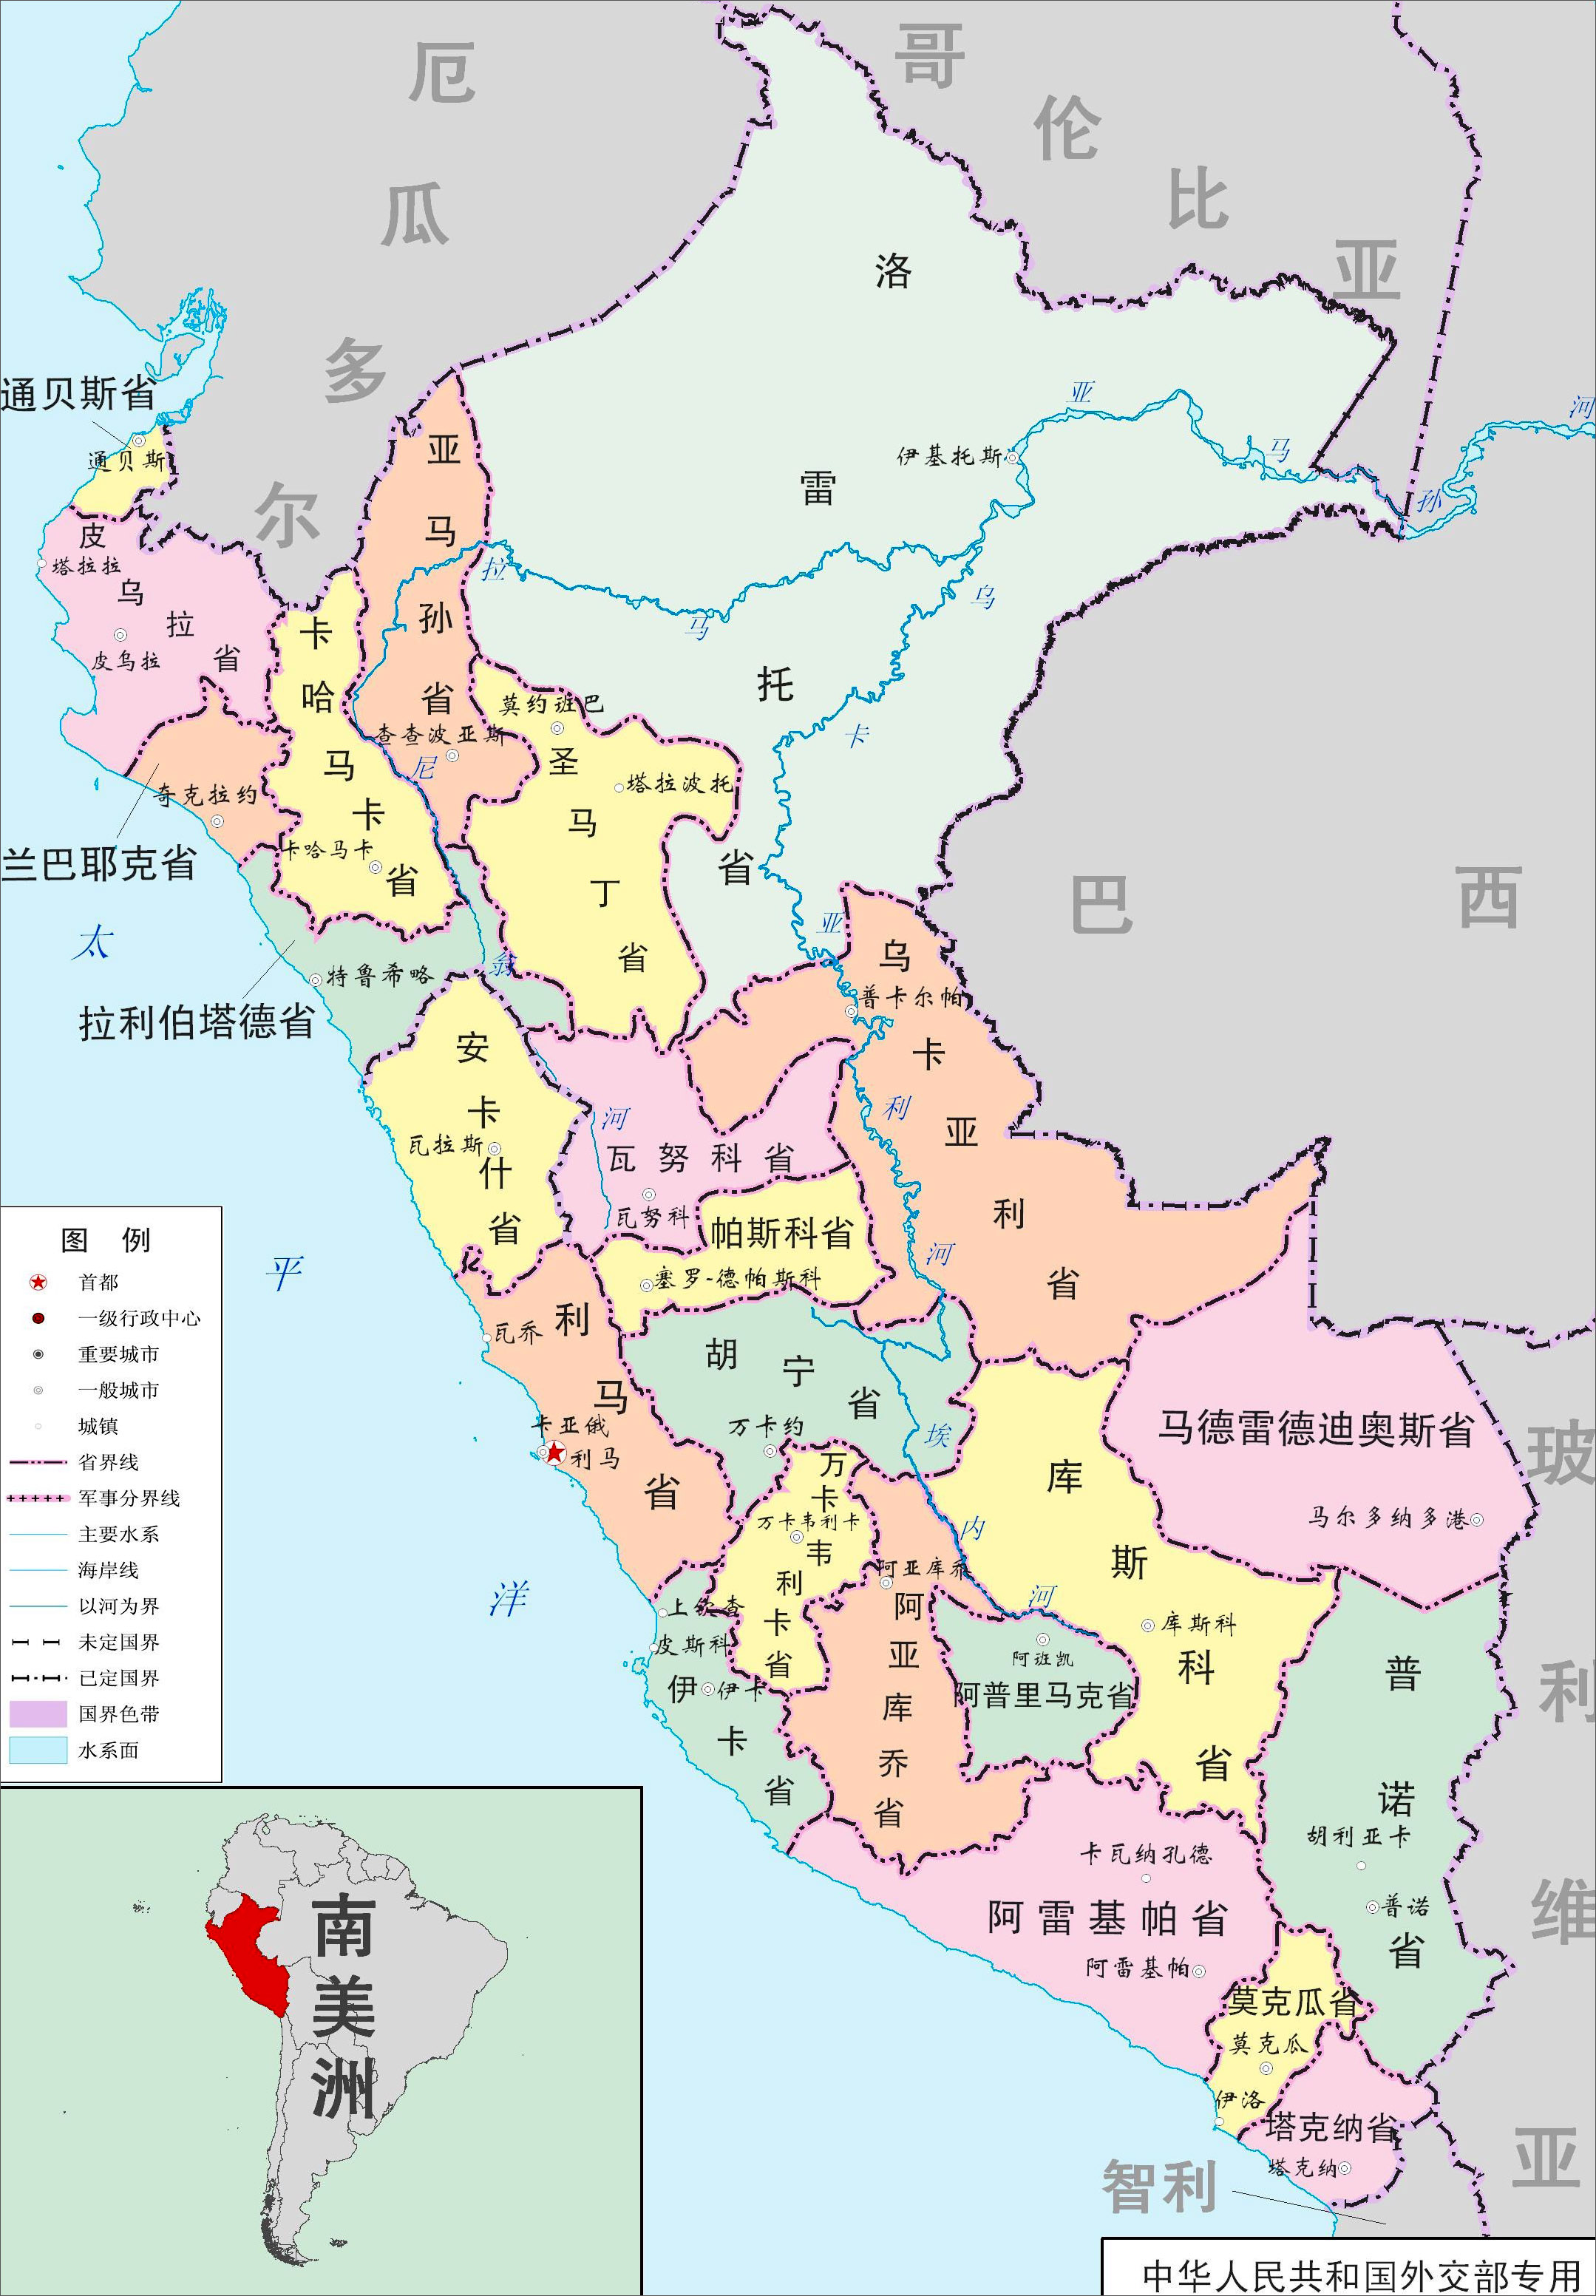 厄瓜多尔
哥伦比亚
巴西
玻利维亚
智利
太平洋
通贝斯省
通贝斯
皮乌拉省
塔拉拉
皮乌拉
兰巴耶克省
奇克拉约
卡哈马卡省
卡哈马卡
亚马孙省
查查波亚斯
洛雷托省
伊基托斯
亚马孙河
拉马
乌卡亚利河
尼翁河
莫约班巴
圣马丁省
塔拉波托
拉利伯塔德省
特鲁希略
安卡什省
瓦拉斯
瓦努科省
瓦努科
乌卡亚利省
普卡尔帕
帕斯科省
塞罗-德帕斯科
利马省
瓦乔
卡亚俄
利马
胡宁省
万卡约
埃内河
马德雷德迪奥斯省
马尔多纳多港
万卡韦利卡省
万卡韦利卡
阿亚库乔省
阿亚库乔
库斯科省
库斯科
阿班凯
阿普里马克省
上钦查
皮斯科
伊卡省
伊卡
普诺省
胡利亚卡
普诺
卡瓦纳孔德
阿雷基帕省
阿雷基帕
莫克瓜省
莫克瓜
伊洛
塔克纳省
塔克纳
图 例
首都
一级行政中心
重要城市
一般城市
城镇
省界线
军事分界线
主要水系
海岸线
以河为界
未定国界
已定国界
国界色带
水系面
南美洲
中华人民共和国外交部专用